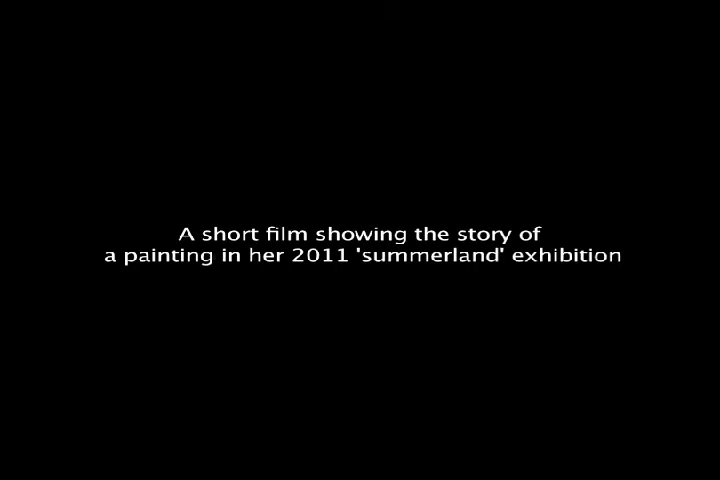 A short film showing the story of
a painting in her 2011 'summerland' exhibition